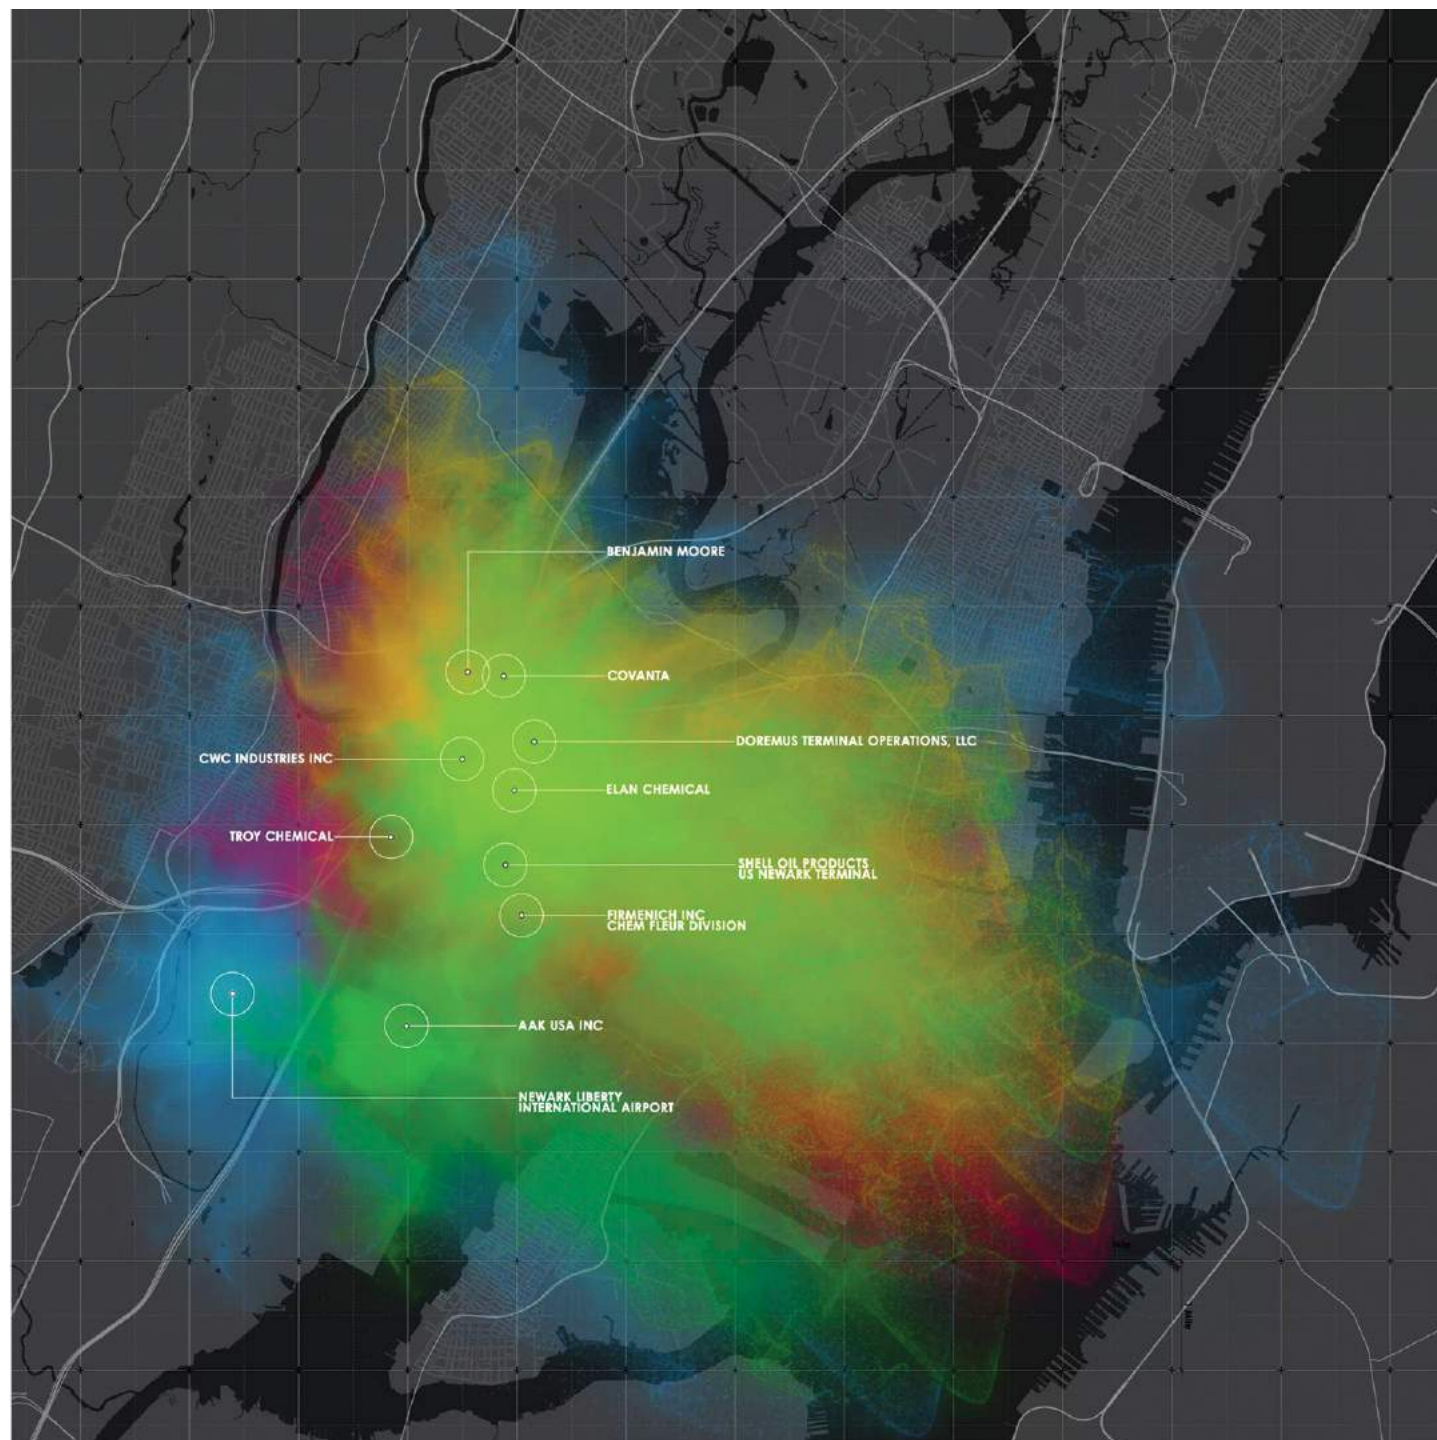 BENJAMIN MOORE
COVANTA
DOREMUS TERMINAL OPERATIONS, LLC
CWC INDUSTRIES INC
ELAN CHEMICAL
TROY CHEMICAL
SHELL OIL PRODUCTS
US NEWARK TERMINAL
FIRMENICH INC
CHEM FLEUR DIVISION
AAK USA INC
NEWARK LIBERTY
INTERNATIONAL AIRPORT